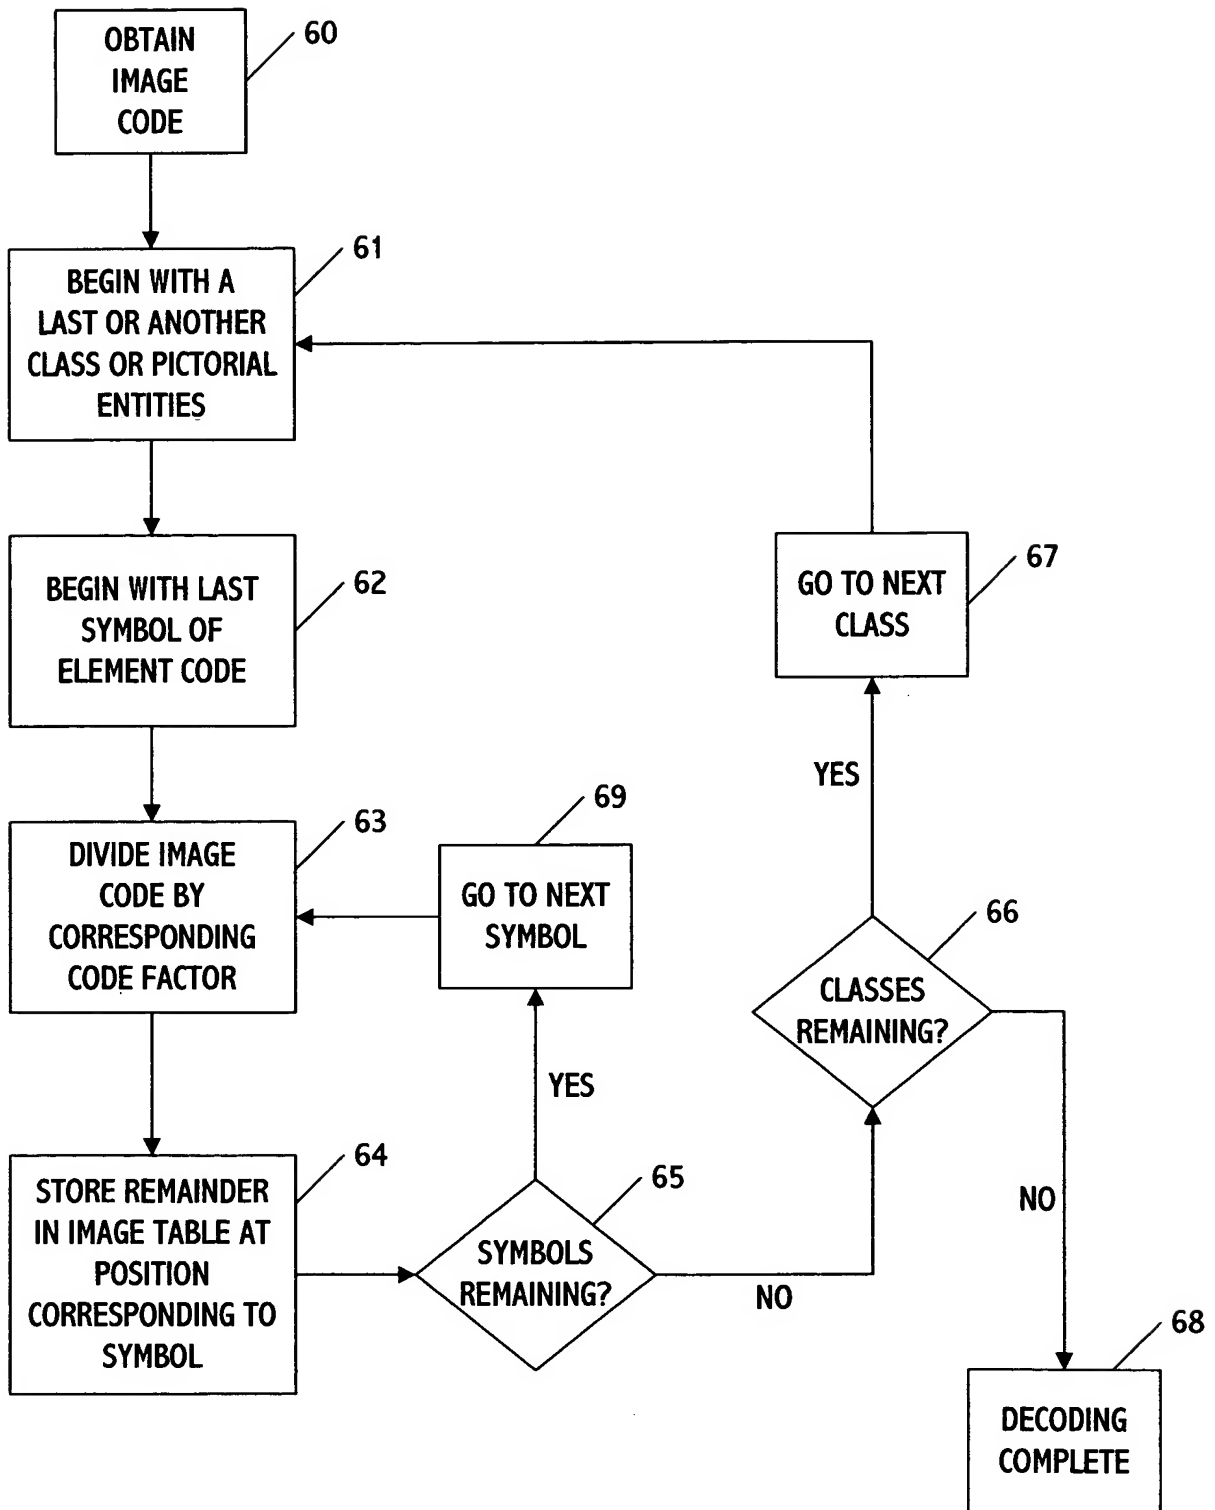 OBTAIN
IMAGE
CODE
60
BEGIN WITH A
LAST OR ANOTHER
CLASS OR PICTORIAL
ENTITIES
61
BEGIN WITH LAST
SYMBOL OF
ELEMENT CODE
62
DIVIDE IMAGE
CODE BY
CORRESPONDING
CODE FACTOR
63
STORE REMAINDER
IN IMAGE TABLE AT
POSITION
CORRESPONDING TO
SYMBOL
64
SYMBOLS
REMAINING?
65
YES
GO TO NEXT
SYMBOL
69
NO
CLASSES
REMAINING?
66
YES
GO TO NEXT
CLASS
67
NO
DECODING
COMPLETE
68